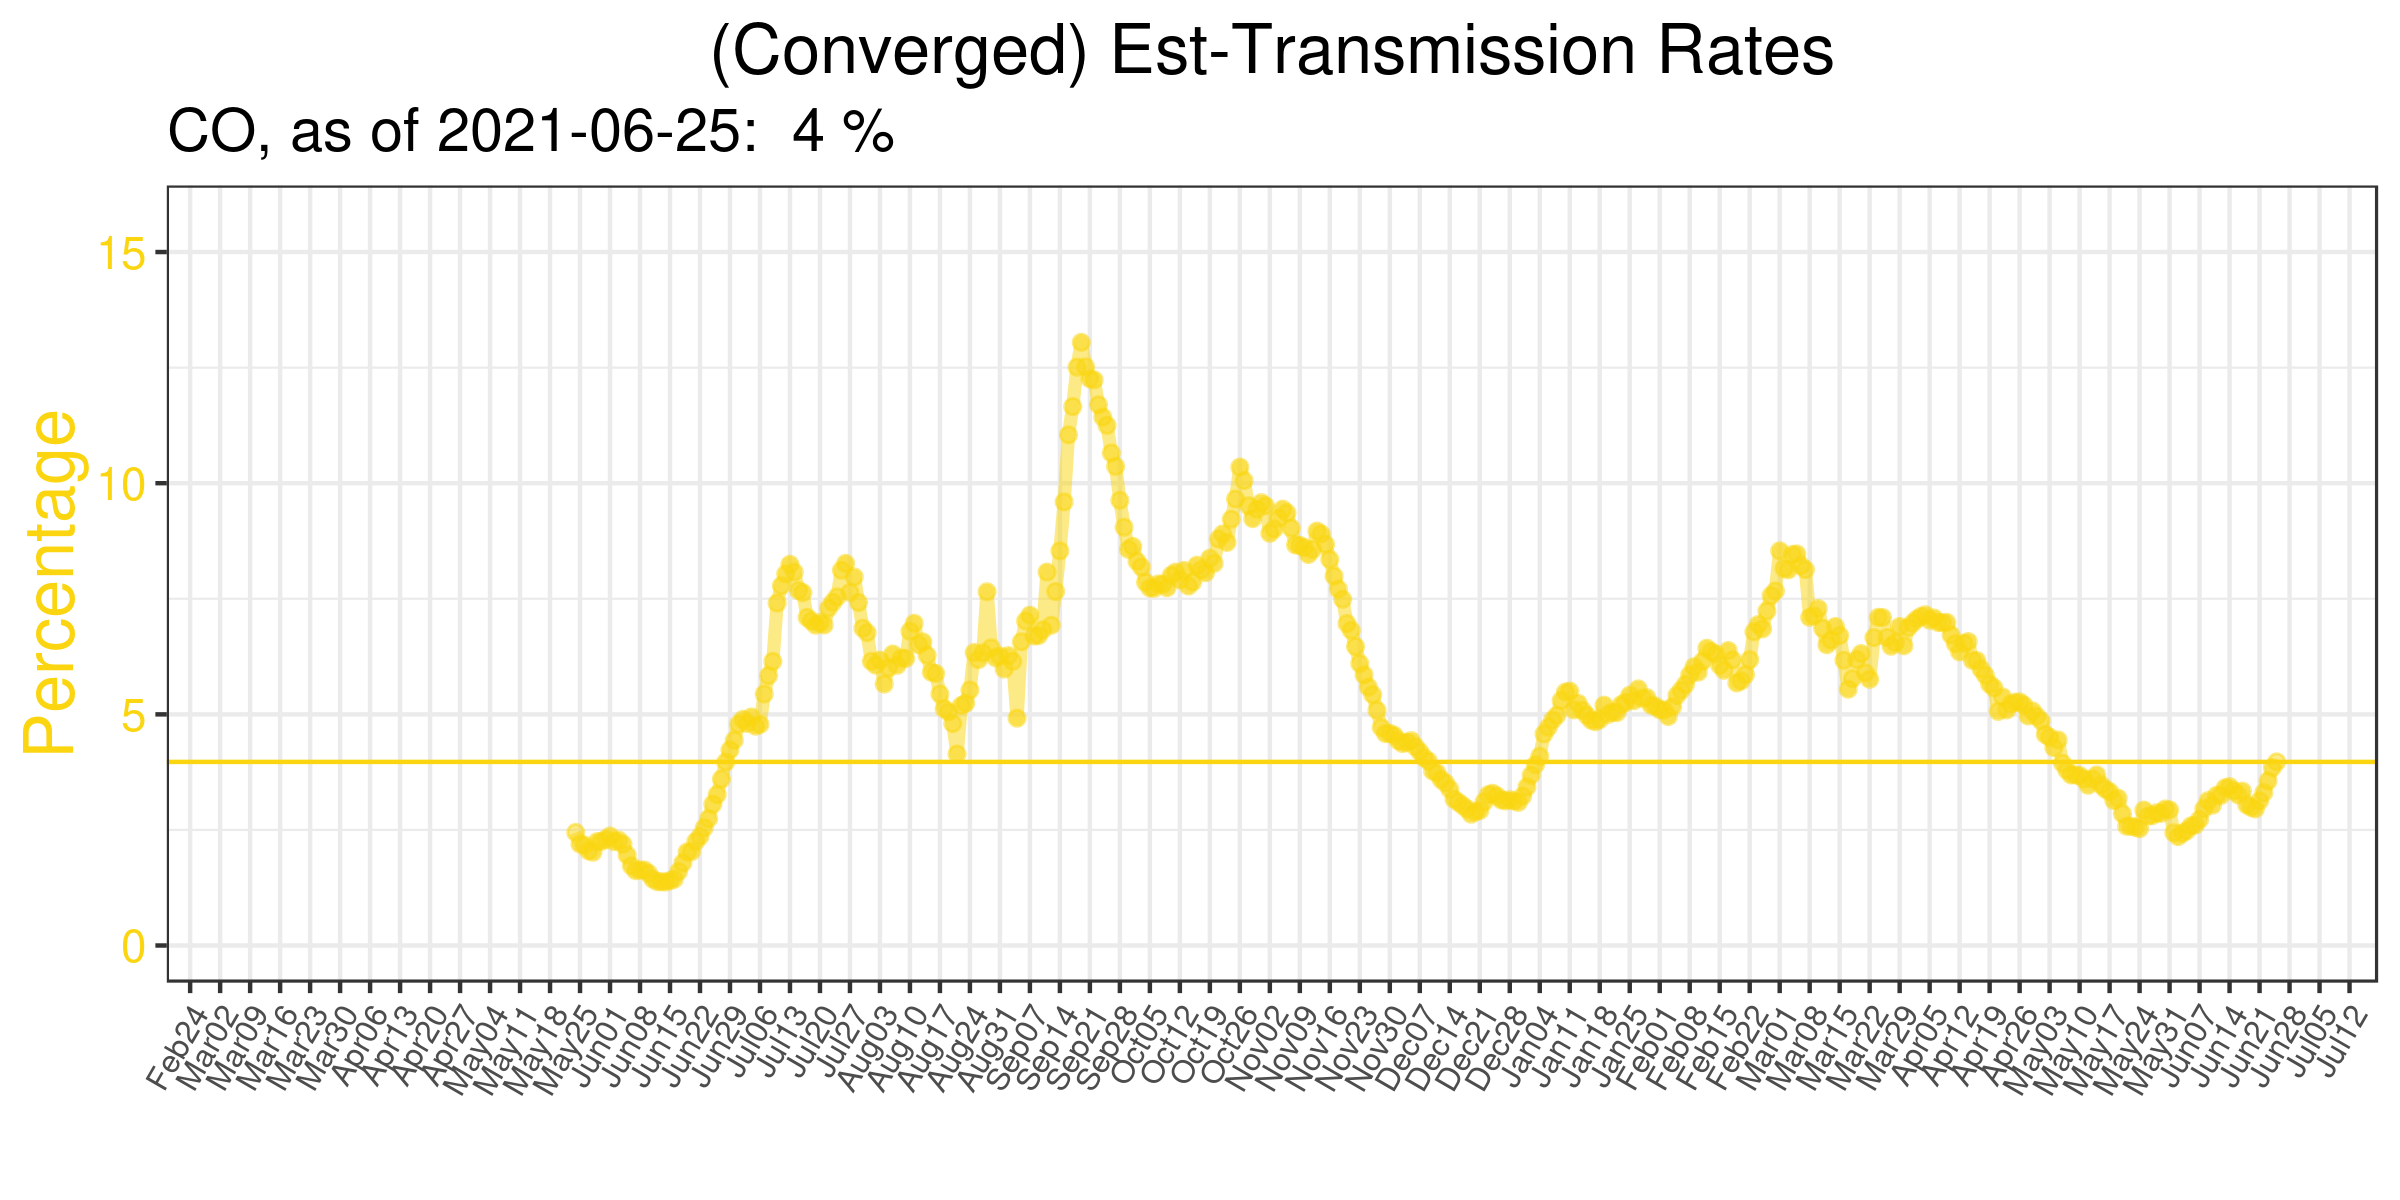 (Converged) Est-Transmission Rates
CO, as of 2021-06-25:  4 %
Percentage
15
10
5
0
Feb24
Mar02
Mar09
Mar16
Mar23
Mar30
Apr06
Apr13
Apr20
Apr27
May04
May11
May18
May25
Jun01
Jun08
Jun15
Jun22
Jun29
Jul06
Jul13
Jul20
Jul27
Aug03
Aug10
Aug17
Aug24
Aug31
Sep07
Sep14
Sep21
Sep28
Oct05
Oct12
Oct19
Oct26
Nov02
Nov09
Nov16
Nov23
Nov30
Dec07
Dec14
Dec21
Dec28
Jan04
Jan11
Jan18
Jan25
Feb01
Feb08
Feb15
Feb22
Mar01
Mar08
Mar15
Mar22
Mar29
Apr05
Apr12
Apr19
Apr26
May03
May10
May17
May24
May31
Jun07
Jun14
Jun21
Jun28
Jul05
Jul12